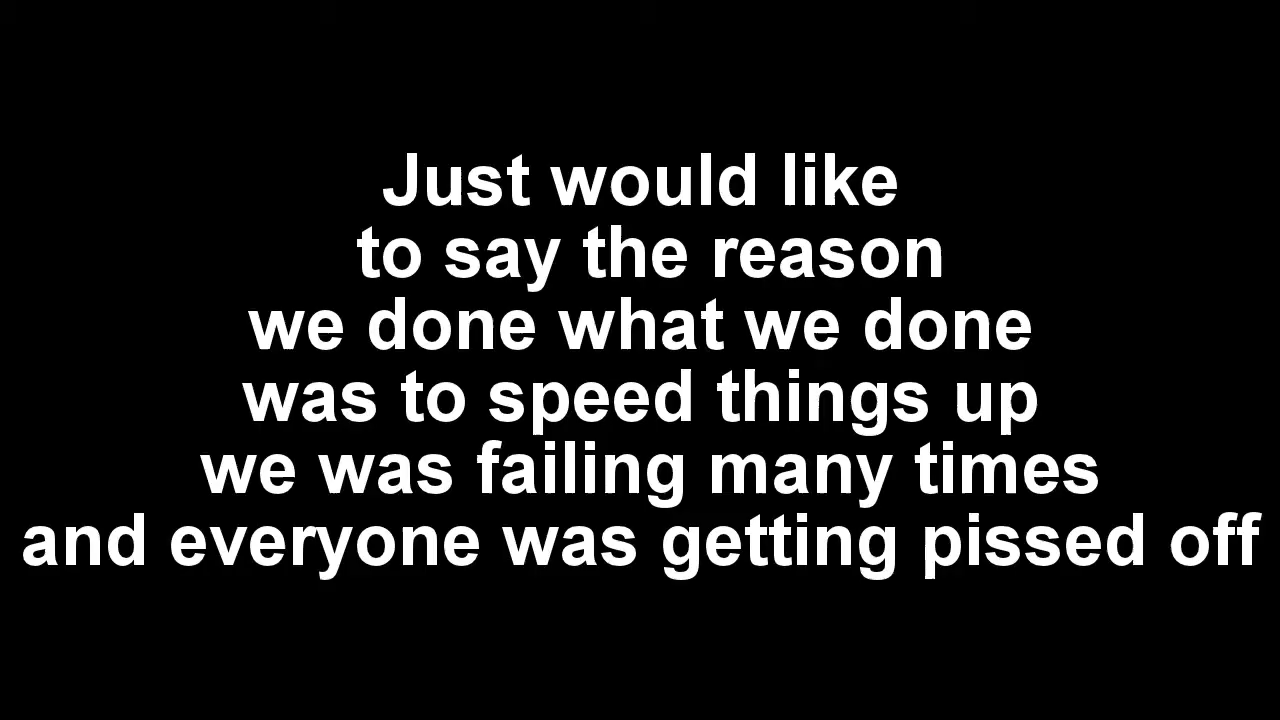 Just would like
to say the reason
we done what we done
was to speed things up
we was failing many times
and everyone was getting pissed off